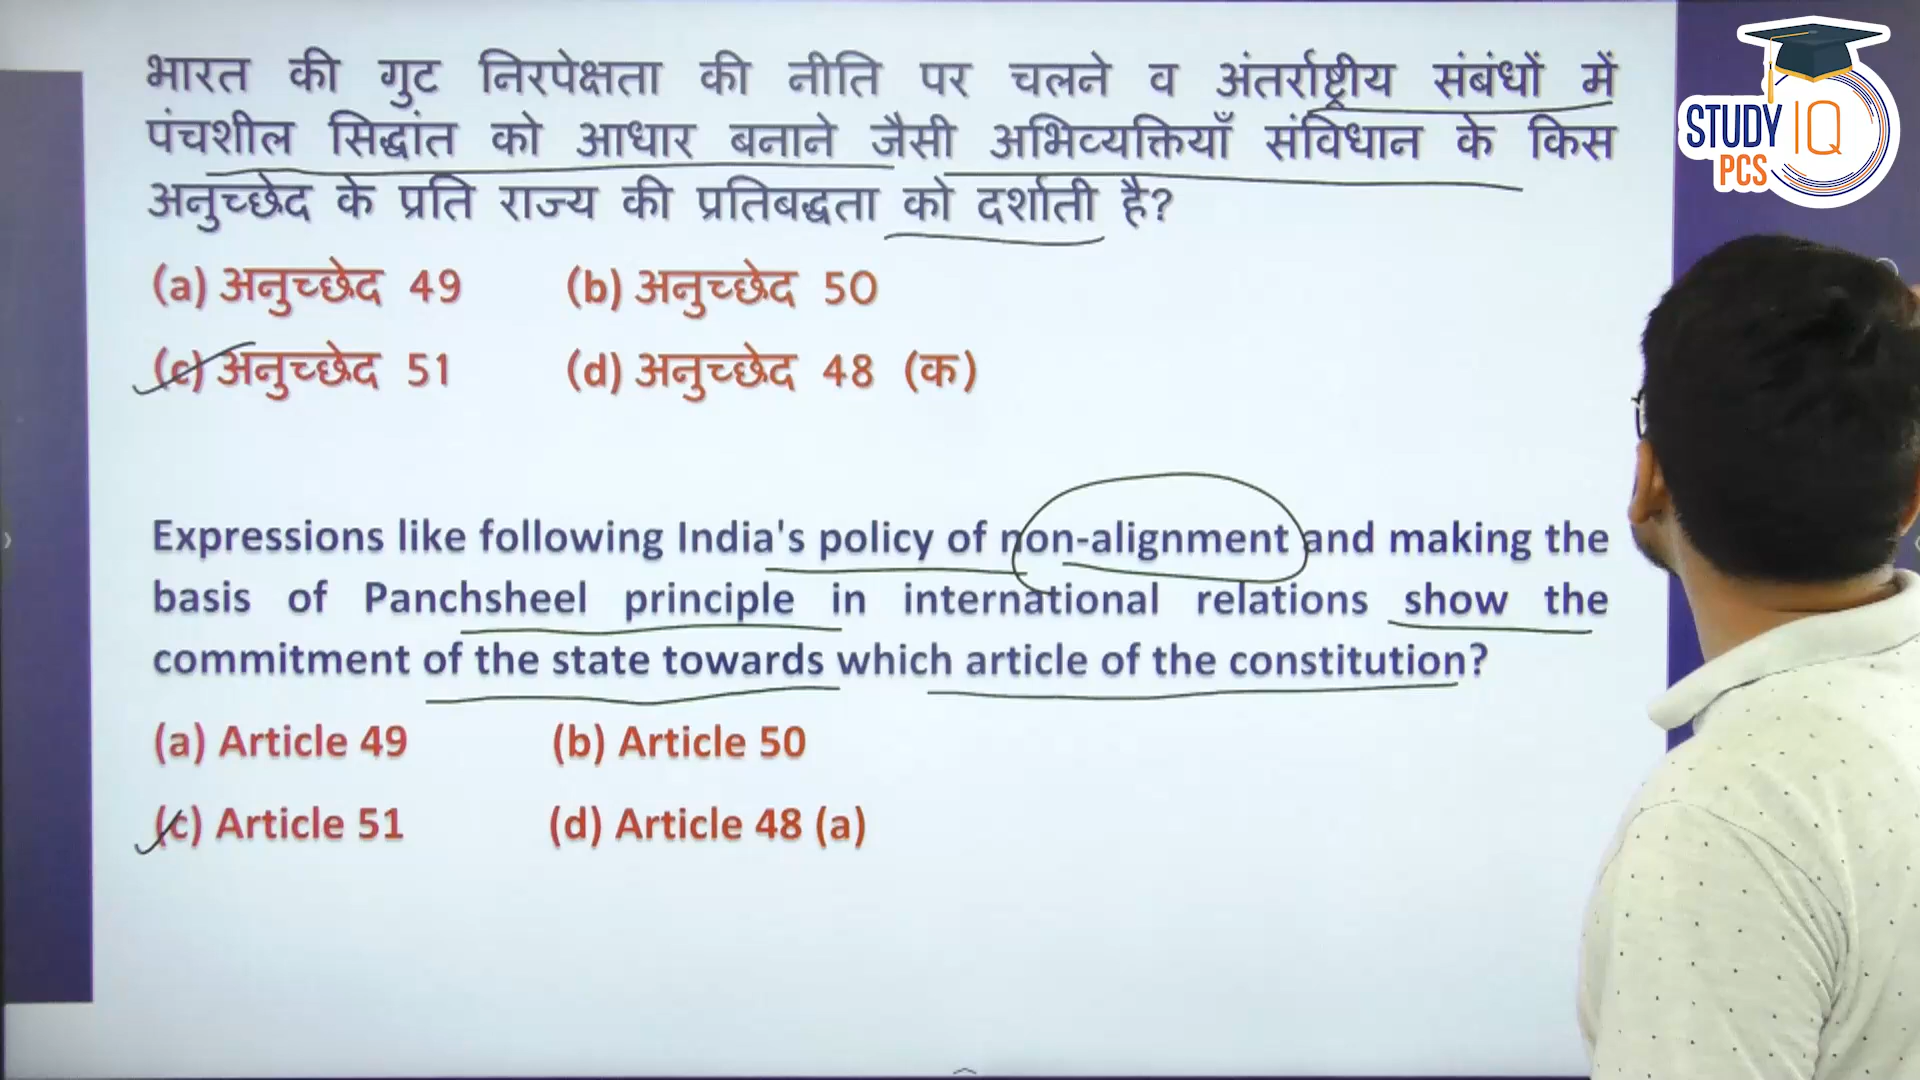 भारत की गुट निरपेक्षता की नीति पर चलने व अंतर्राष्ट्रीय संबंधों में
पंचशील सिद्धांत को आधार बनाने जैसी अभिव्यक्तियाँ संविधान के किस
अनुच्छेद के प्रति राज्य की प्रतिबद्धता को दर्शाती है?
(a) अनुच्छेद 49 (b) अनुच्छेद 50
(c) अनुच्छेद 51 (d) अनुच्छेद 48 (क)
Expressions like following India's policy of non-alignment and making the
basis of Panchsheel principle in international relations show the
commitment of the state towards which article of the constitution?
(a) Article 49 (b) Article 50
(c) Article 51 (d) Article 48 (a)
STUDY IQ
PCS